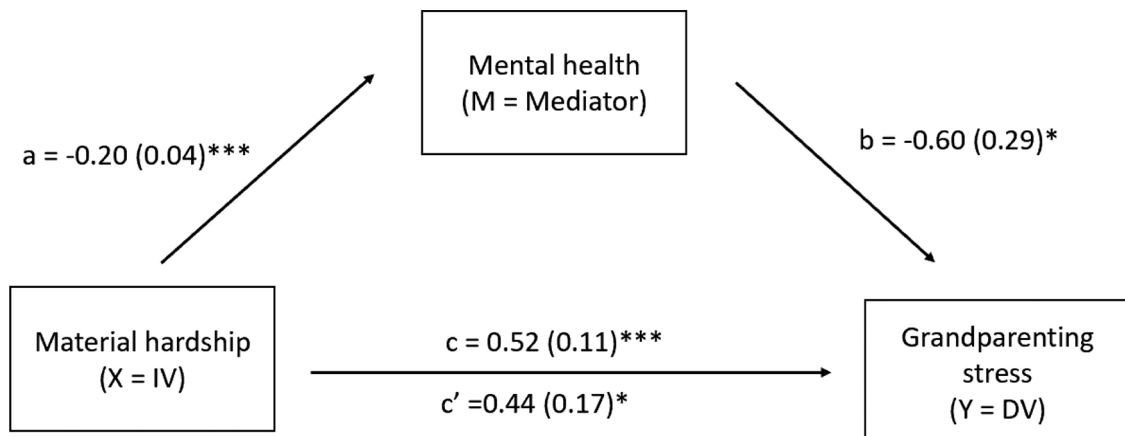 Mental health
(M = Mediator)
a = -0.20 (0.04)***
b = -0.60 (0.29)*
Material hardship
(X = IV)
c = 0.52 (0.11)***
c’ =0.44 (0.17)*
Grandparenting
stress
(Y = DV)